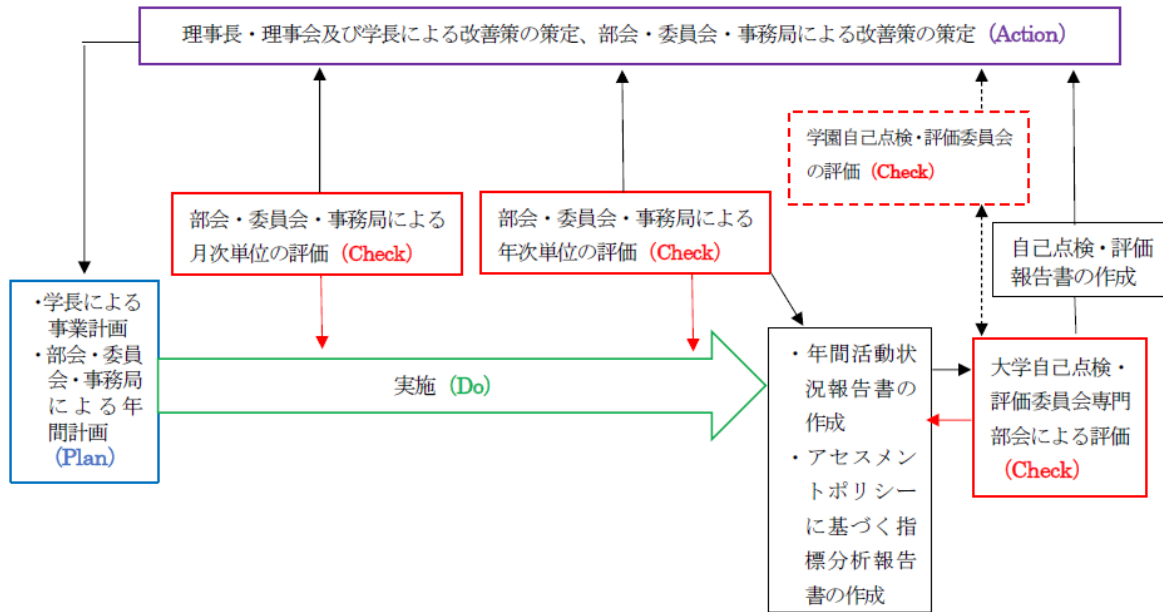 理事長・理事会及び学長による改善策の策定、部会・委員会・事務局による改善策の策定（Action）
学園自己点検・評価委員会
の評価（Check）
部会・委員会・事務局による
月次単位の評価（Check）
部会・委員会・事務局による
年次単位の評価（Check）
自己点検・評価
報告書の作成
・学長による
事業計画
・部会・委員
会・事務局
による年
間計画
（Plan）
実施（Do）
・年間活動状
況報告書の
作成
・アセスメン
トポリシー
に基づく指
標分析報告
書の作成
大学自己点検・
評価委員会専門
部会による評価
（Check）